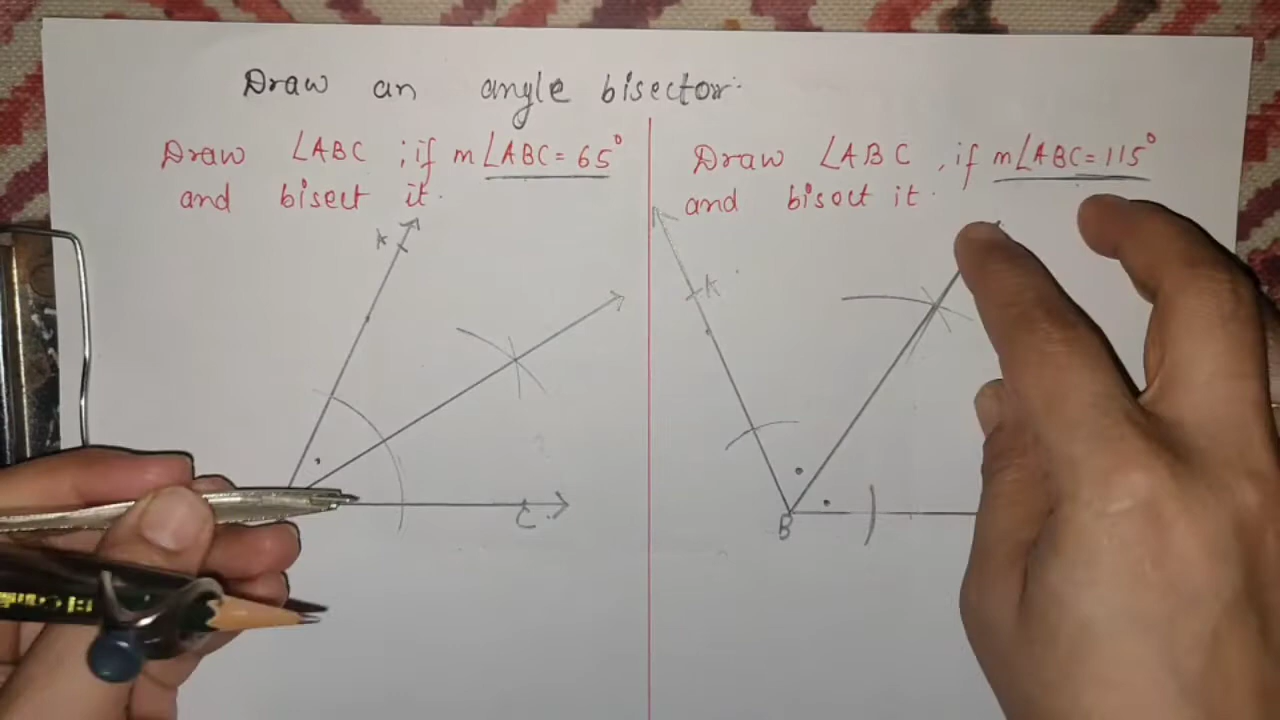 Draw an angle bisector.
Draw ∠ABC ; if m∠ABC = 65°
and bisect it.
Draw ∠ABC , if m∠ABC = 115°
and bisect it.
A
C
A
B